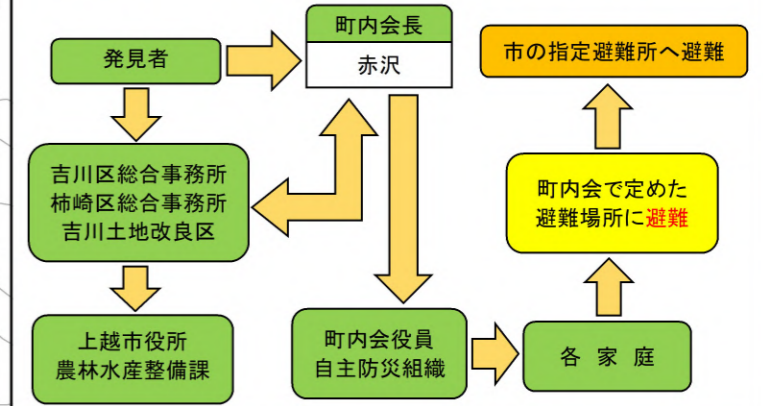 発見者
町内会長
赤沢
市の指定避難所へ避難
吉川区総合事務所
柿崎区総合事務所
吉川土地改良区
町内会で定めた
避難場所に避難
上越市役所
農林水産整備課
町内会役員
自主防災組織
各 家 庭